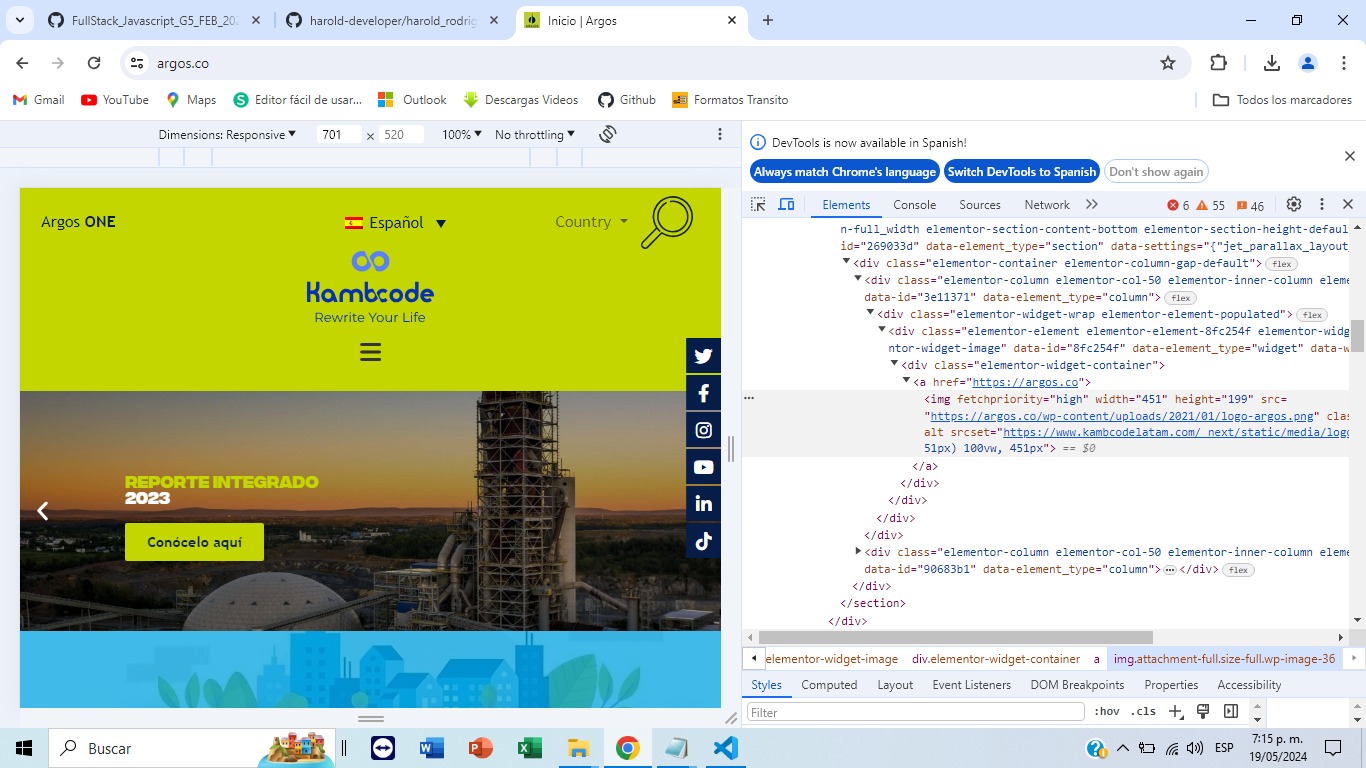 FullStack_Javascript_G5_FEB_202
harold-developer/harold_rodrig
Inicio | Argos
argos.co
Gmail
YouTube
Maps
Editor fácil de usar...
Outlook
Descargas Videos
Github
Formatos Transito
Todos los marcadores
Dimensions: Responsive 701 × 520 100% No throttling
DevTools is now available in Spanish!
Always match Chrome's language Switch DevTools to Spanish Don't show again
Elements Console Sources Network 6 55 46
Argos ONE
Español
Country
Kambcode
Rewrite Your Life
REPORTE INTEGRADO
2023
Conócelo aquí
n-full_width elementor-section-content-bottom elementor-section-height-defaul
id="269033d" data-element_type="section" data-settings="{"jet_parallax_layout
<div class="elementor-container elementor-column-gap-default"> flex
<div class="elementor-column elementor-col-50 elementor-inner-column eleme
data-id="3e11371" data-element_type="column"> flex
<div class="elementor-widget-wrap elementor-element-populated"> flex
<div class="elementor-element elementor-element-8fc254f elementor-widg
ntor-widget-image" data-id="8fc254f" data-element_type="widget" data-w
<div class="elementor-widget-container">
<a href="https://argos.co">
<img fetchpriority="high" width="451" height="199" src=
"https://argos.co/wp-content/uploads/2021/01/logo-argos.png" clas
alt srcset="https://www.kambcodelatam.com/_next/static/media/logo
51px) 100vw, 451px"> == $0
</a>
</div>
</div>
</div>
</div>
<div class="elementor-column elementor-col-50 elementor-inner-column eleme
data-id="90683b1" data-element_type="column"> … </div> flex
</div>
</section>
</div>
elementor-widget-image div.elementor-widget-container a img.attachment-full.size-full.wp-image-36
Styles Computed Layout Event Listeners DOM Breakpoints Properties Accessibility
Filter :hov .cls
Buscar
ESP
7:15 p. m.
19/05/2024